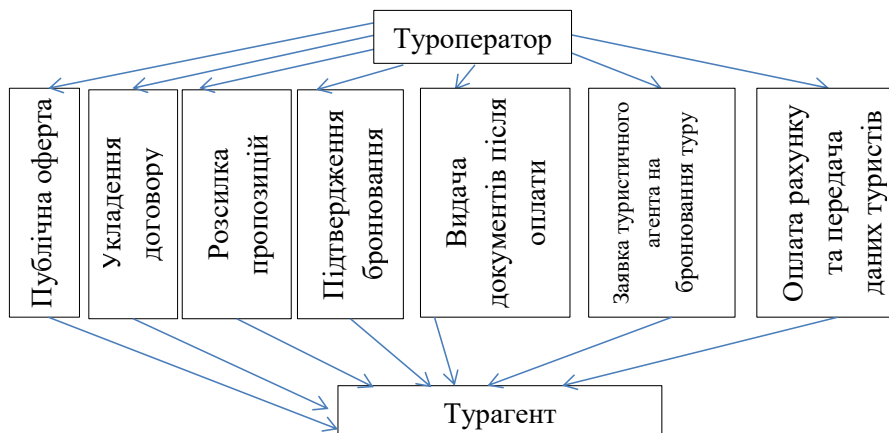 Туроператор
Публічна оферта
Укладення
договору
Розсилка
пропозицій
Підтвердження
бронювання
Видача
документів після
оплати
Заявка туристичного
агента на
бронювання туру
Оплата рахунку
та передача
даних туристів
Турагент